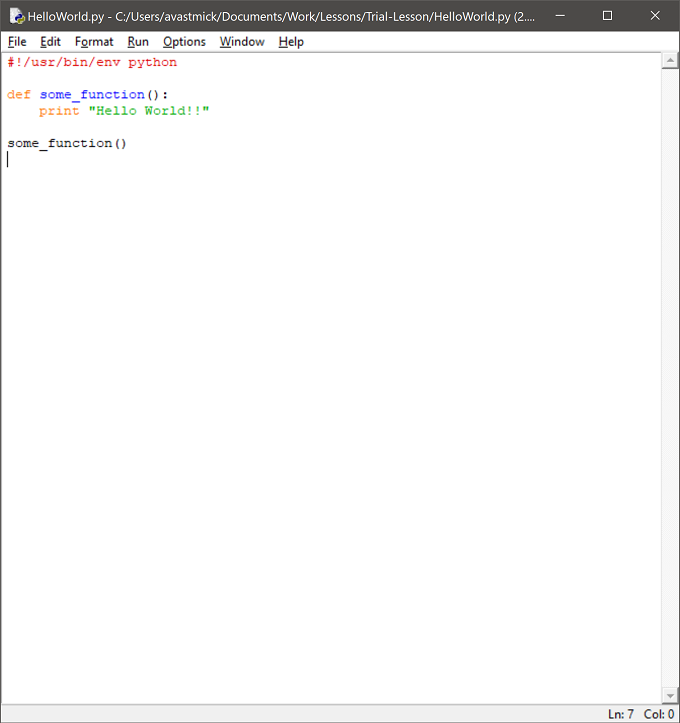 HelloWorld.py - C:/Users/avastmick/Documents/Work/Lessons/Trial-Lesson/HelloWorld.py (2....
File Edit Format Run Options Window Help
#!/usr/bin/env python
def some_function():
    print "Hello World!!"
some_function()
Ln: 7 Col: 0